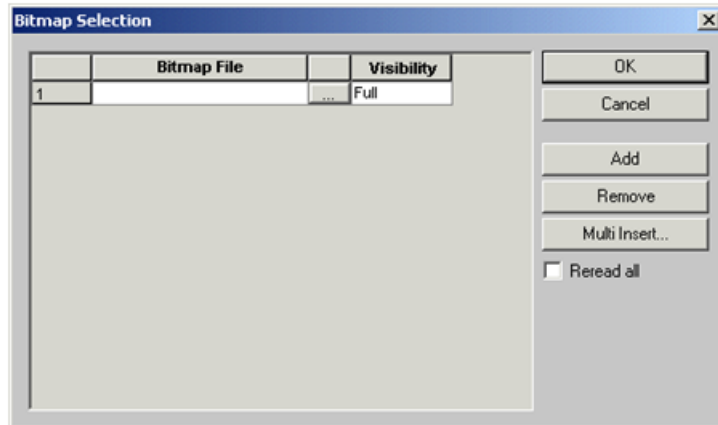 Bitmap Selection
Bitmap File Visibility
1 ... Full
OK
Cancel
Add
Remove
Multi Insert...
Reread all